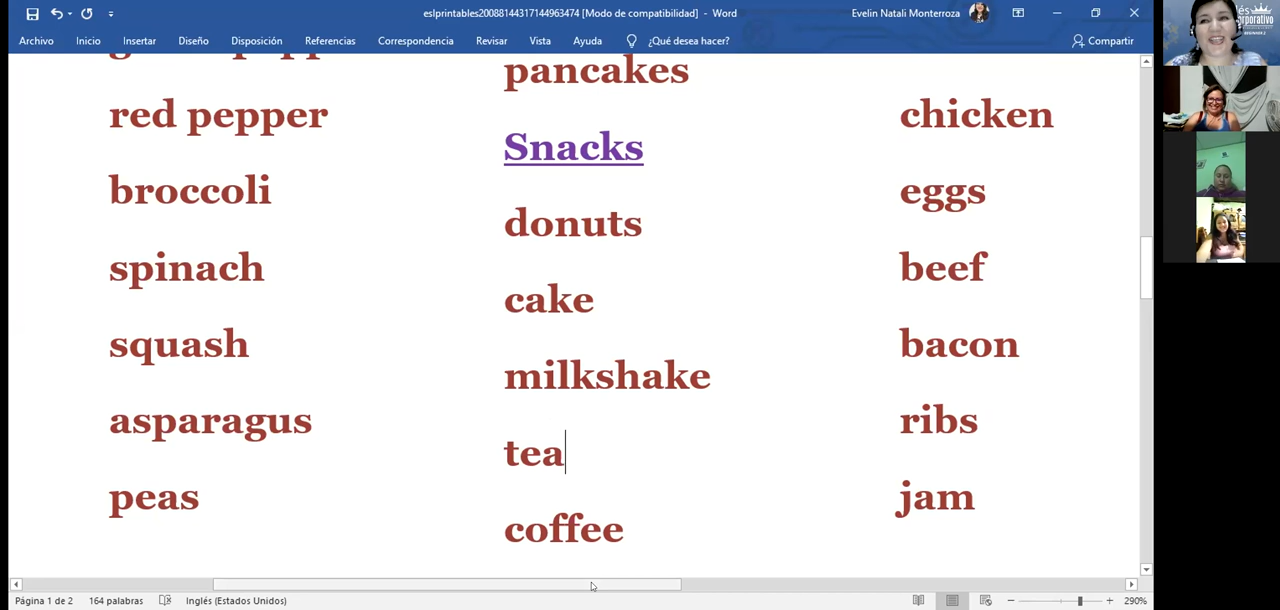 eslprintables20088144317144963474 [Modo de compatibilidad] - Word
Evelin Natali Monterroza
Archivo Inicio Insertar Diseño Disposición Referencias Correspondencia Revisar Vista Ayuda ¿Qué desea hacer? Compartir
red pepper
broccoli
spinach
squash
asparagus
peas
pancakes
Snacks
donuts
cake
milkshake
tea
coffee
chicken
eggs
beef
bacon
ribs
jam
Página 1 de 2 164 palabras Inglés (Estados Unidos) 290%